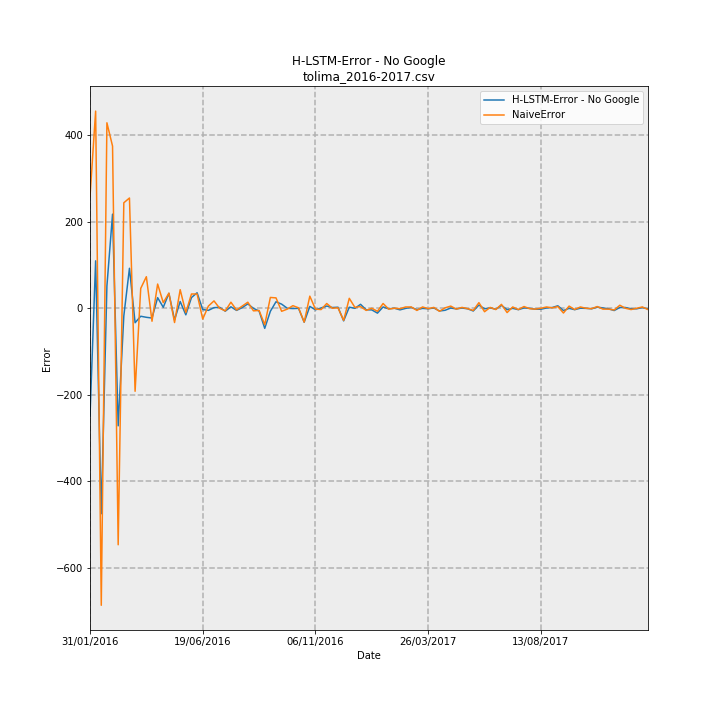 H-LSTM-Error - No Google
tolima_2016-2017.csv
H-LSTM-Error - No Google
NaiveError
400
200
0
−200
−400
−600
Error
31/01/2016
19/06/2016
06/11/2016
26/03/2017
13/08/2017
Date